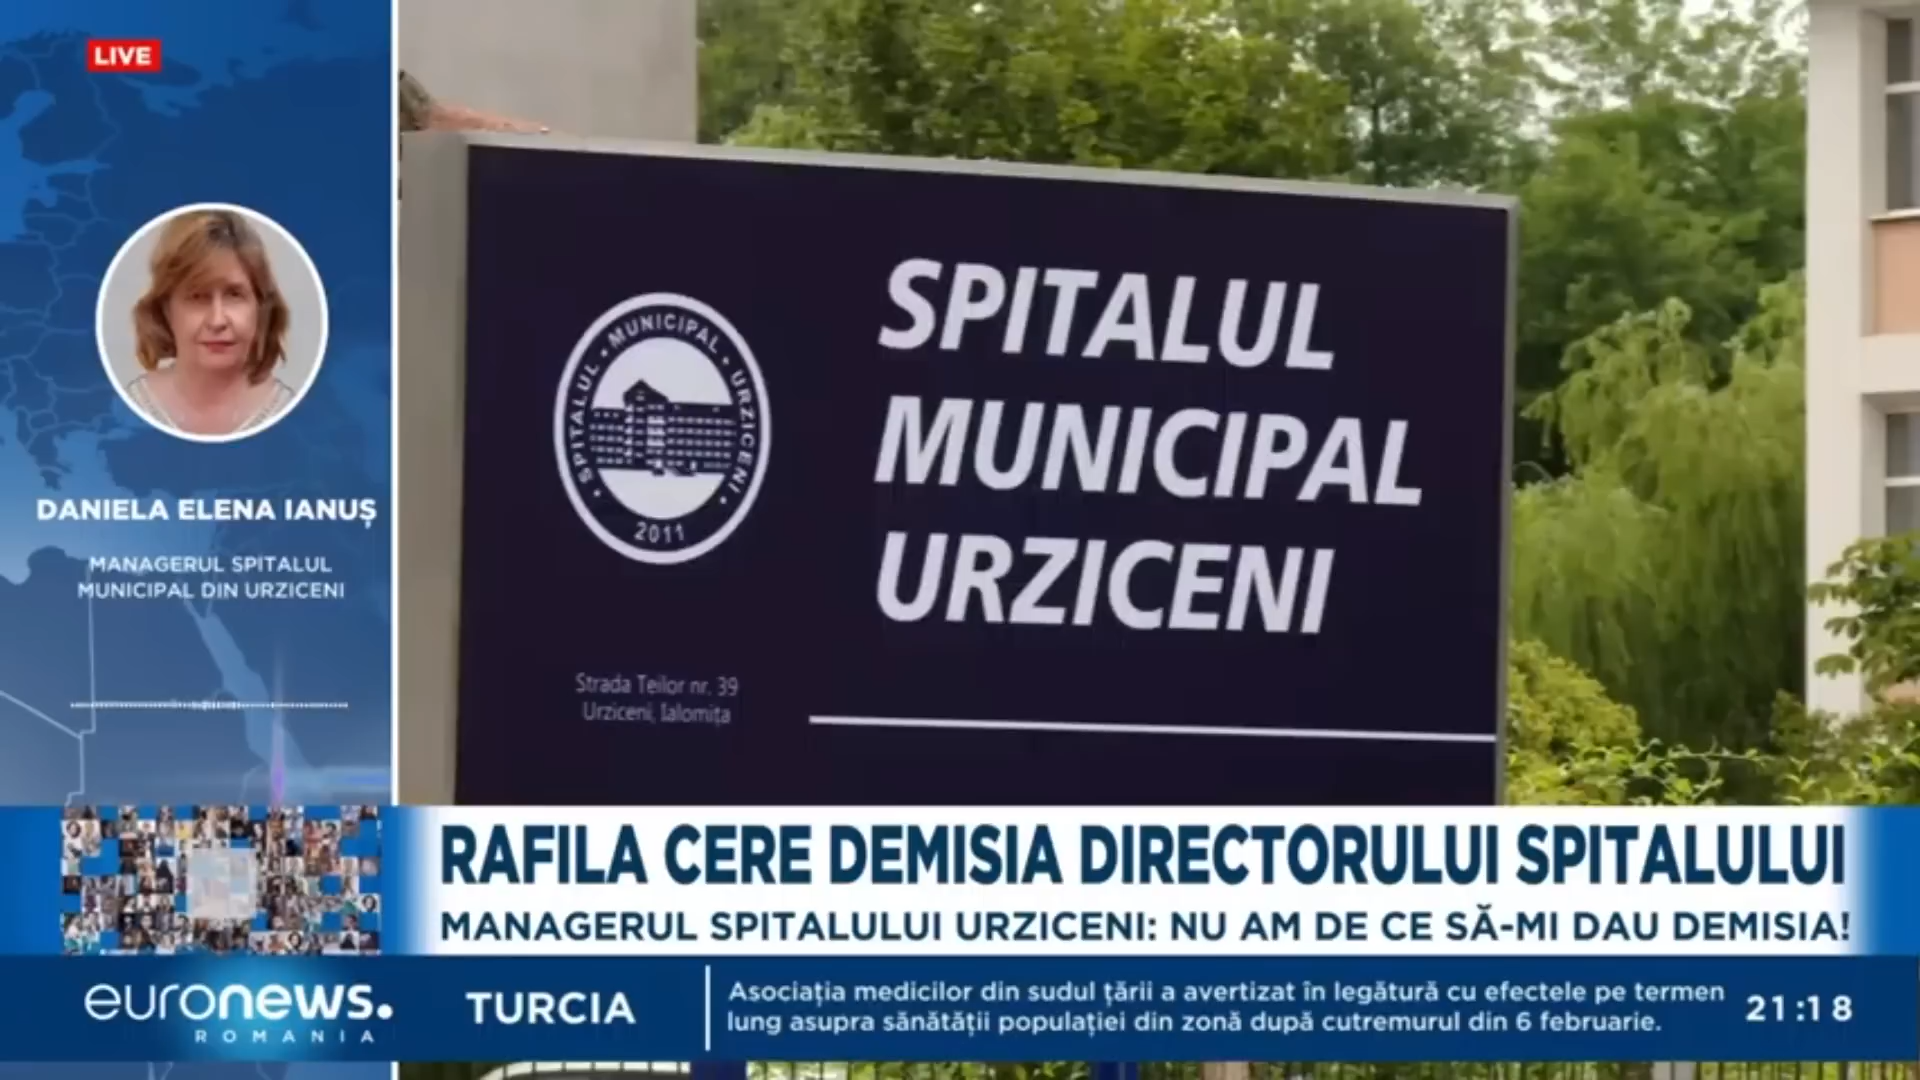 LIVE
DANIELA ELENA IANUȘ
MANAGERUL SPITALUL
MUNICIPAL DIN URZICENI
SPITALUL • MUNICIPAL • URZICENI
2011
SPITALUL
MUNICIPAL
URZICENI
Strada Teilor nr. 39
Urziceni, Ialomița
RAFILA CERE DEMISIA DIRECTORULUI SPITALULUI
MANAGERUL SPITALULUI URZICENI: NU AM DE CE SĂ-MI DAU DEMISIA!
euronews.
ROMANIA
TURCIA
Asociația medicilor din sudul țării a avertizat în legătură cu efectele pe termen
lung asupra sănătății populației din zonă după cutremurul din 6 februarie.
21:18